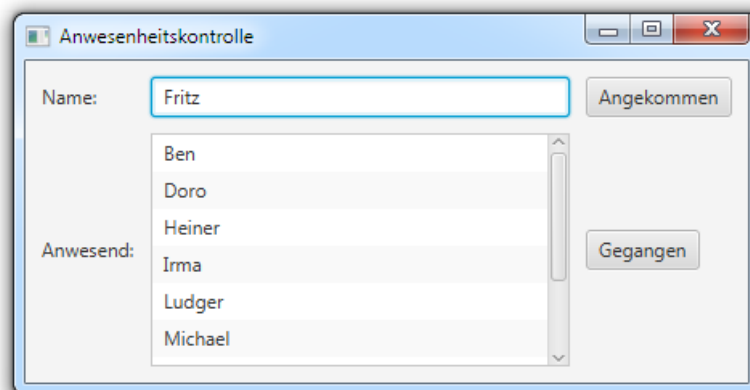 Anwesenheitskontrolle
Name: Fritz Angekommen
Ben
Doro
Heiner
Anwesend: Irma Gegangen
Ludger
Michael